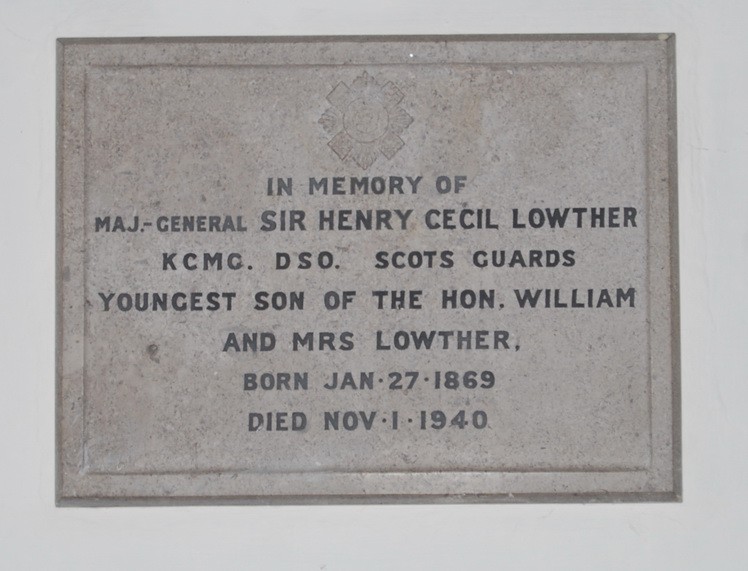 IN MEMORY OF
MAJ.-GENERAL SIR HENRY CECIL LOWTHER
KCMG. DSO. SCOTS GUARDS
YOUNGEST SON OF THE HON. WILLIAM
AND MRS LOWTHER,
BORN JAN·27·1869
DIED NOV·1·1940